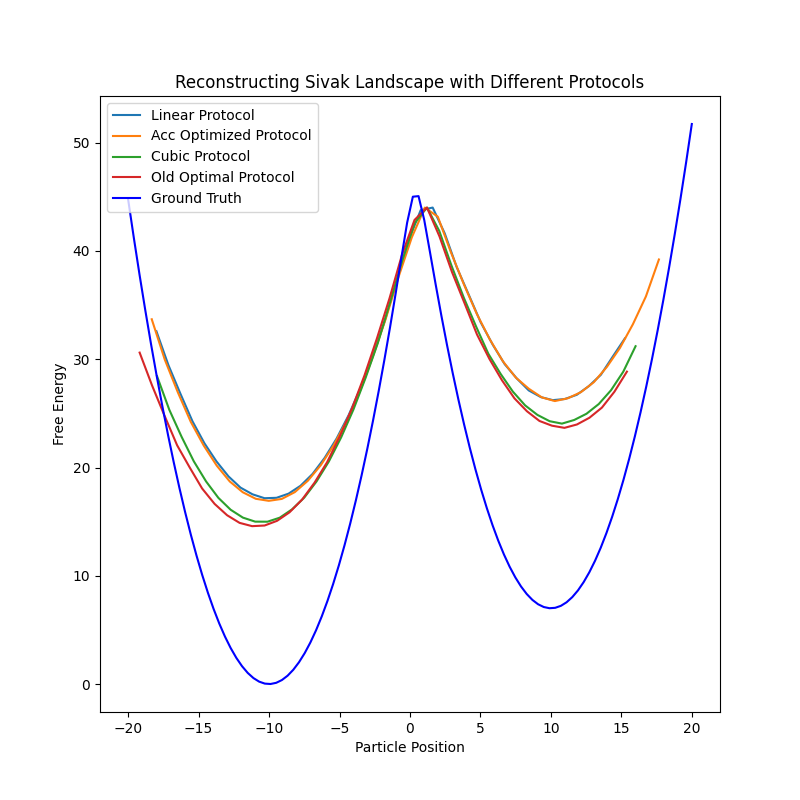 Reconstructing Sivak Landscape with Different Protocols
Linear Protocol
Acc Optimized Protocol
Cubic Protocol
Old Optimal Protocol
Ground Truth
Free Energy
50
40
30
20
10
0
−20 −15 −10 −5 0 5 10 15 20
Particle Position